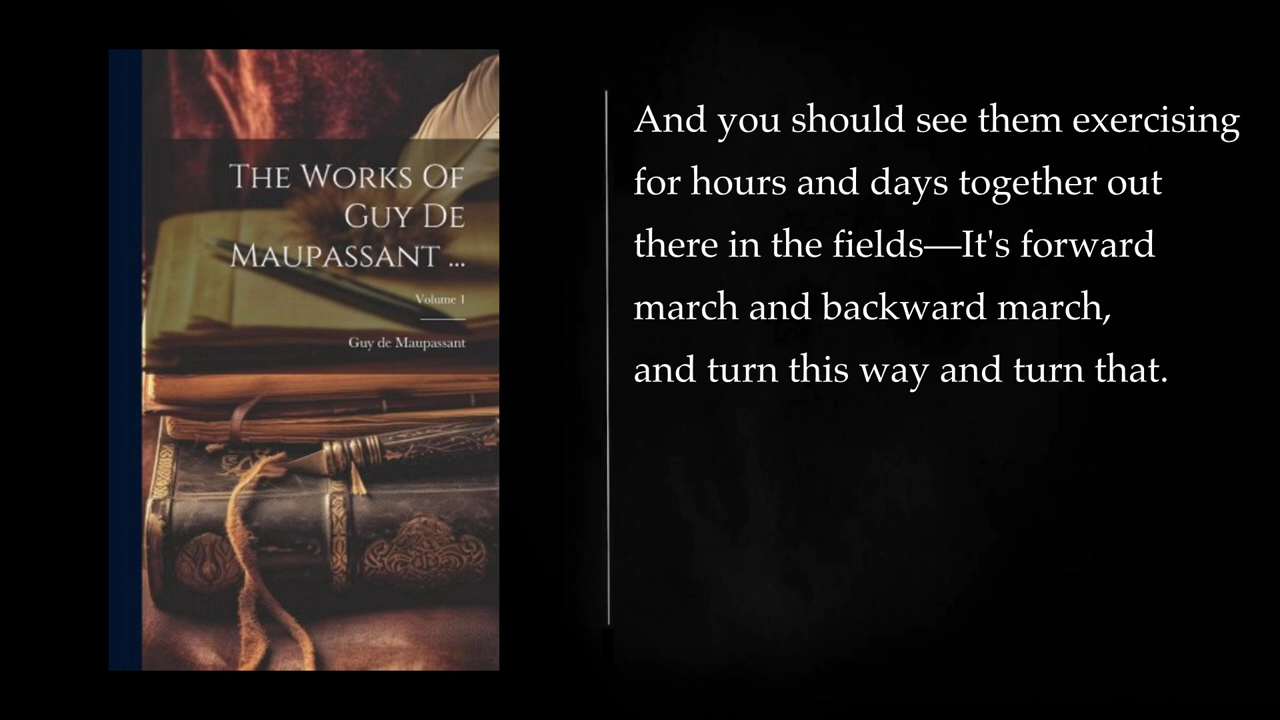 The Works Of
Guy De
Maupassant ...
Volume 1
Guy de Maupassant
And you should see them exercising
for hours and days together out
there in the fields—It's forward
march and backward march,
and turn this way and turn that.